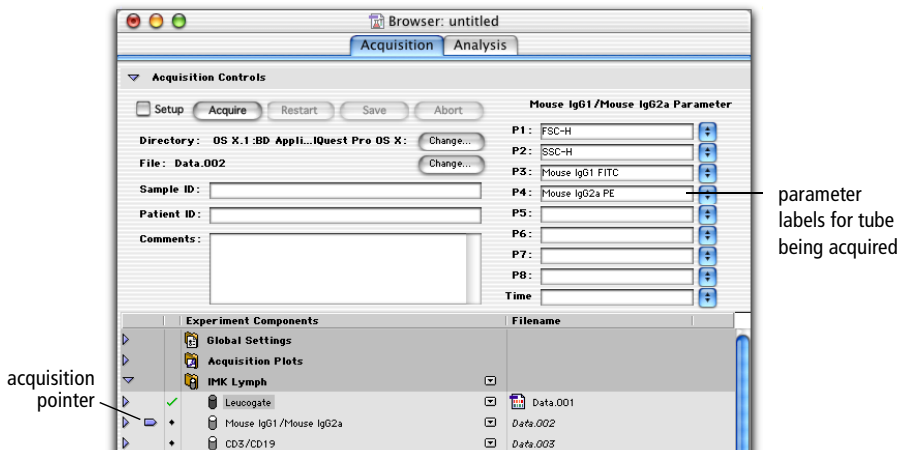 Browser: untitled
Acquisition Analysis
Acquisition Controls
Setup Acquire Restart Save Abort
Mouse IgG1/Mouse IgG2a Parameter
Directory: OS X.1:BD Appli...lQuest Pro OS X: Change...
File: Data.002 Change...
Sample ID:
Patient ID:
Comments:
P1: FSC-H
P2: SSC-H
P3: Mouse IgG1 FITC
P4: Mouse IgG2a PE
P5:
P6:
P7:
P8:
Time
parameter
labels for tube
being acquired
Experiment Components Filename
Global Settings
Acquisition Plots
IMK Lymph
Leucogate Data.001
Mouse IgG1/Mouse IgG2a Data.002
CD3/CD19 Data.003
acquisition
pointer